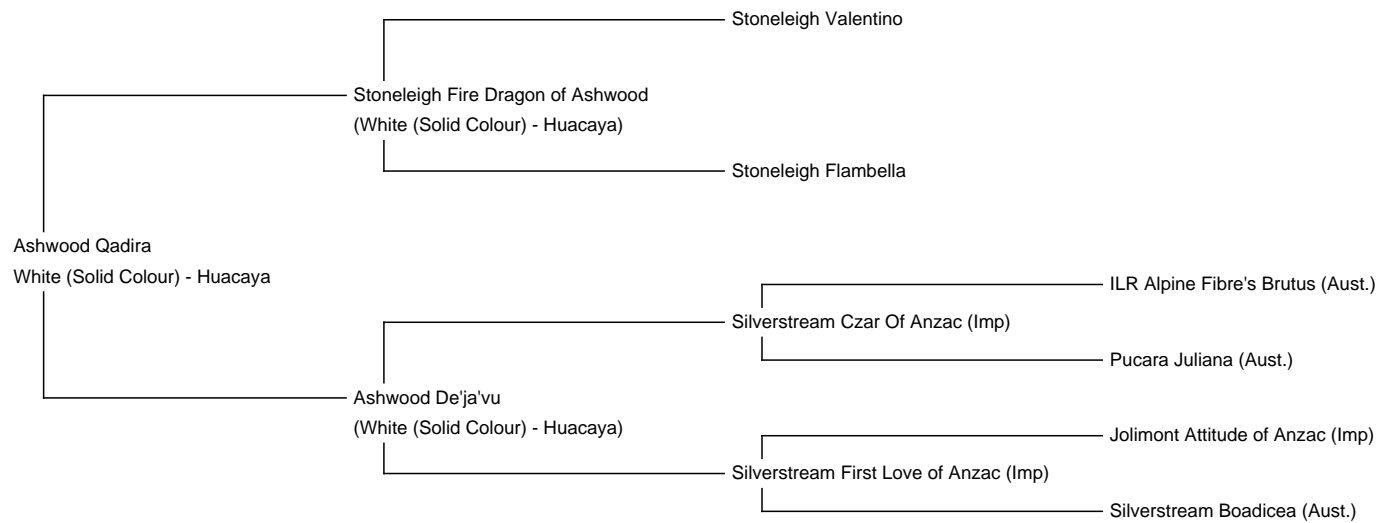 Stoneleigh Valentino
Stoneleigh Fire Dragon of Ashwood
(White (Solid Colour) - Huacaya)
Stoneleigh Flambella
Ashwood Qadira
White (Solid Colour) - Huacaya
ILR Alpine Fibre's Brutus (Aust.)
Silverstream Czar Of Anzac (Imp)
Pucara Juliana (Aust.)
Ashwood De'ja'vu
(White (Solid Colour) - Huacaya)
Jolimont Attitude of Anzac (Imp)
Silverstream First Love of Anzac (Imp)
Silverstream Boadicea (Aust.)